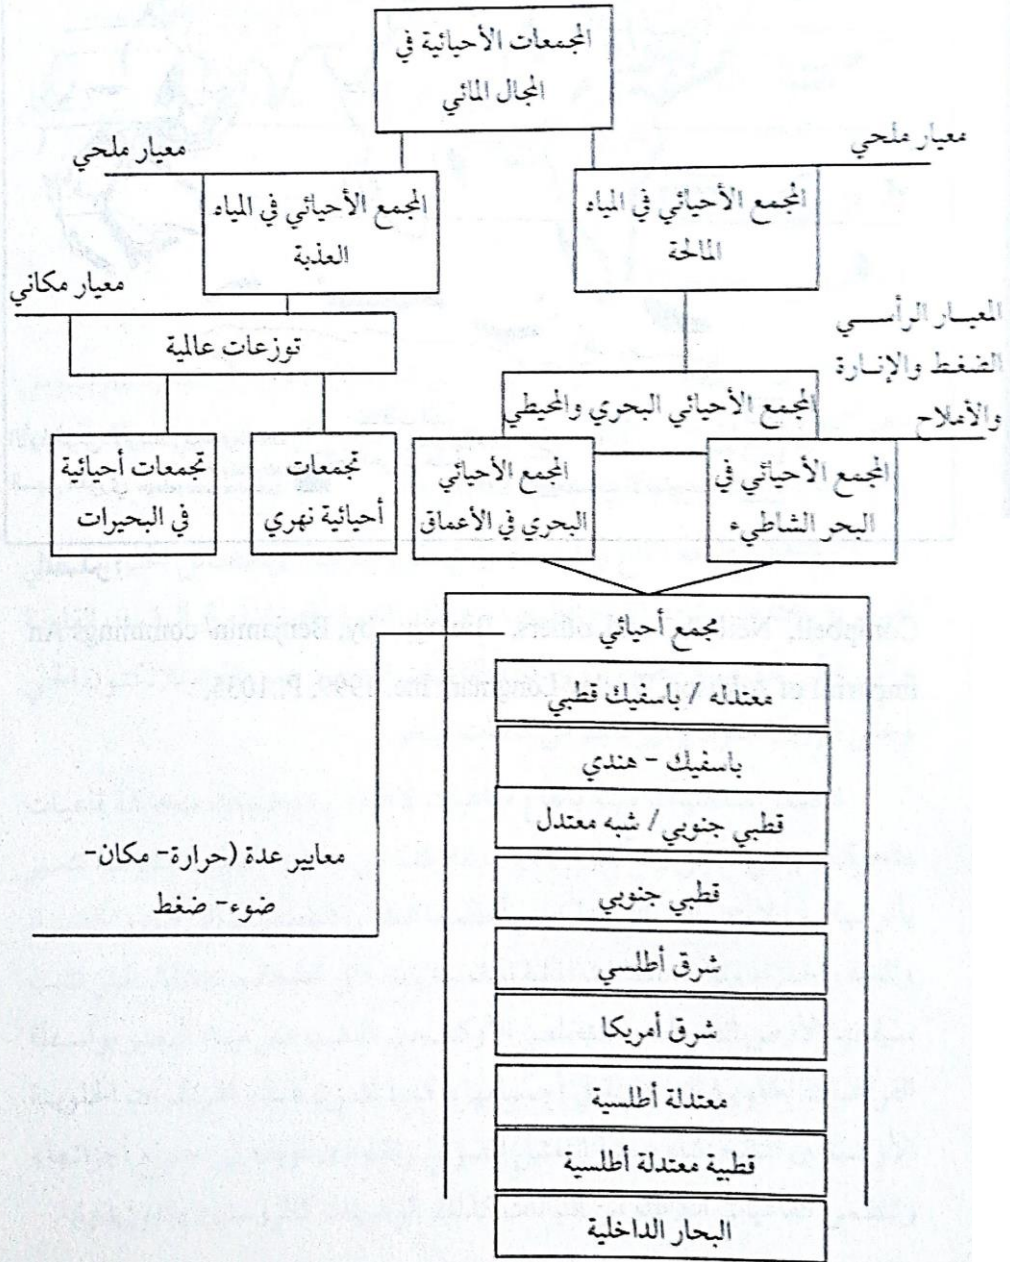 المجمعات الأحيائية في
المجال المائي
معيار ملحي
معيار ملحي
المجمع الأحيائي في المياه
المالحة
المجمع الأحيائي في المياه
العذبة
معيار مكاني
توزعات عالمية
المعيار الرأسي
الضغط والإنارة
والأملاح
المجمع الأحيائي البحري والمحيطي
المجمع الأحيائي في
البحر الشاطيء
المجمع الأحيائي
البحري في الأعماق
تجمعات
أحيائية نهري
تجمعات أحيائية
في البحيرات
مجمع أحيائي
معتدلة / باسفيك قطبي
باسفيك - هندي
قطبي جنوبي / شبه معتدل
قطبي جنوبي
شرق أطلسي
شرق أمريكا
معتدلة أطلسية
قطبية معتدلة أطلسية
البحار الداخلية
معايير عدة (حرارة- مكان-
ضوء- ضغط